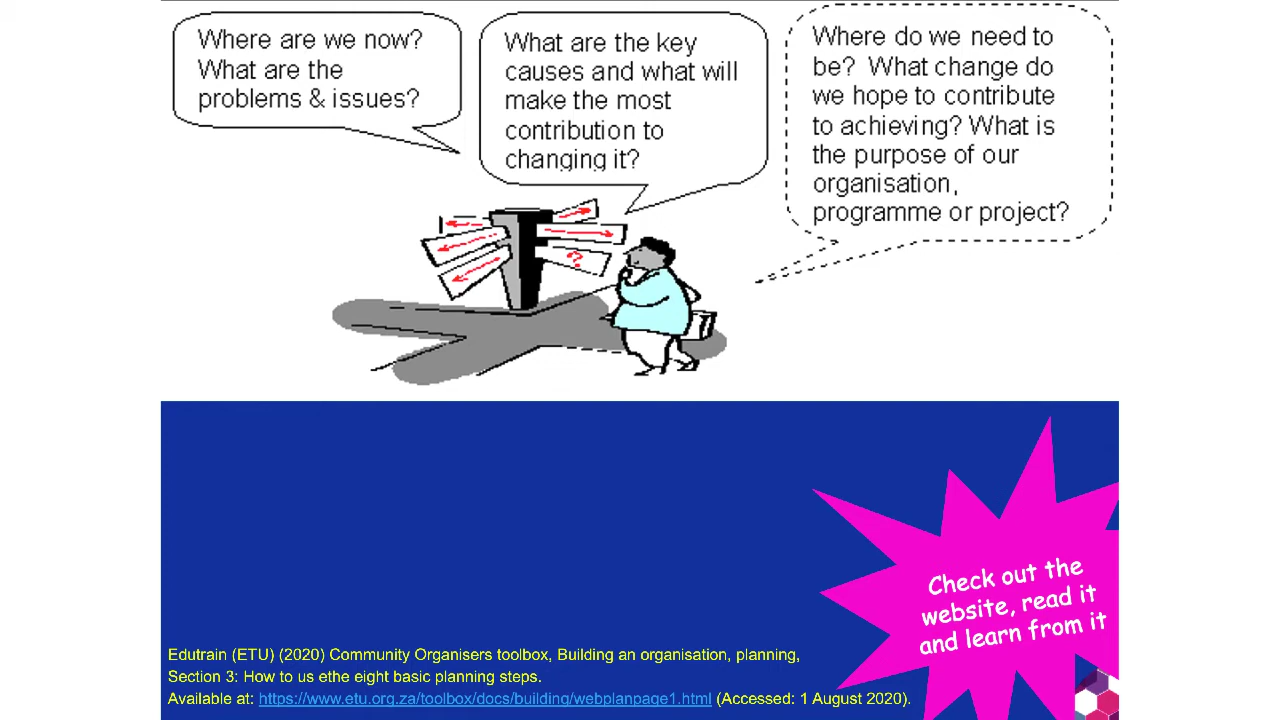 Where are we now?
What are the
problems & issues?
What are the key
causes and what will
make the most
contribution to
changing it?
Where do we need to
be? What change do
we hope to contribute
to achieving? What is
the purpose of our
organisation,
programme or project?
?
Check out the
website, read it
and learn from it
Edutrain (ETU) (2020) Community Organisers toolbox, Building an organisation, planning,
Section 3: How to us ethe eight basic planning steps.
Available at: https://www.etu.org.za/toolbox/docs/building/webplanpage1.html (Accessed: 1 August 2020).